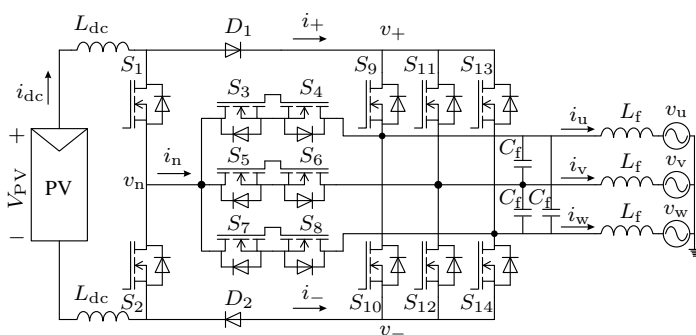 L_dc
D_1
i_+
v_+
S_1
S_9
S_11
S_13
i_dc
S_3
S_4
i_u
L_f
v_u
+
C_f
V_PV
PV
v_n
i_n
S_5
S_6
i_v
L_f
v_v
C_f
C_f
−
S_7
S_8
i_w
L_f
v_w
L_dc
S_2
D_2
i_−
S_10
S_12
S_14
v_−